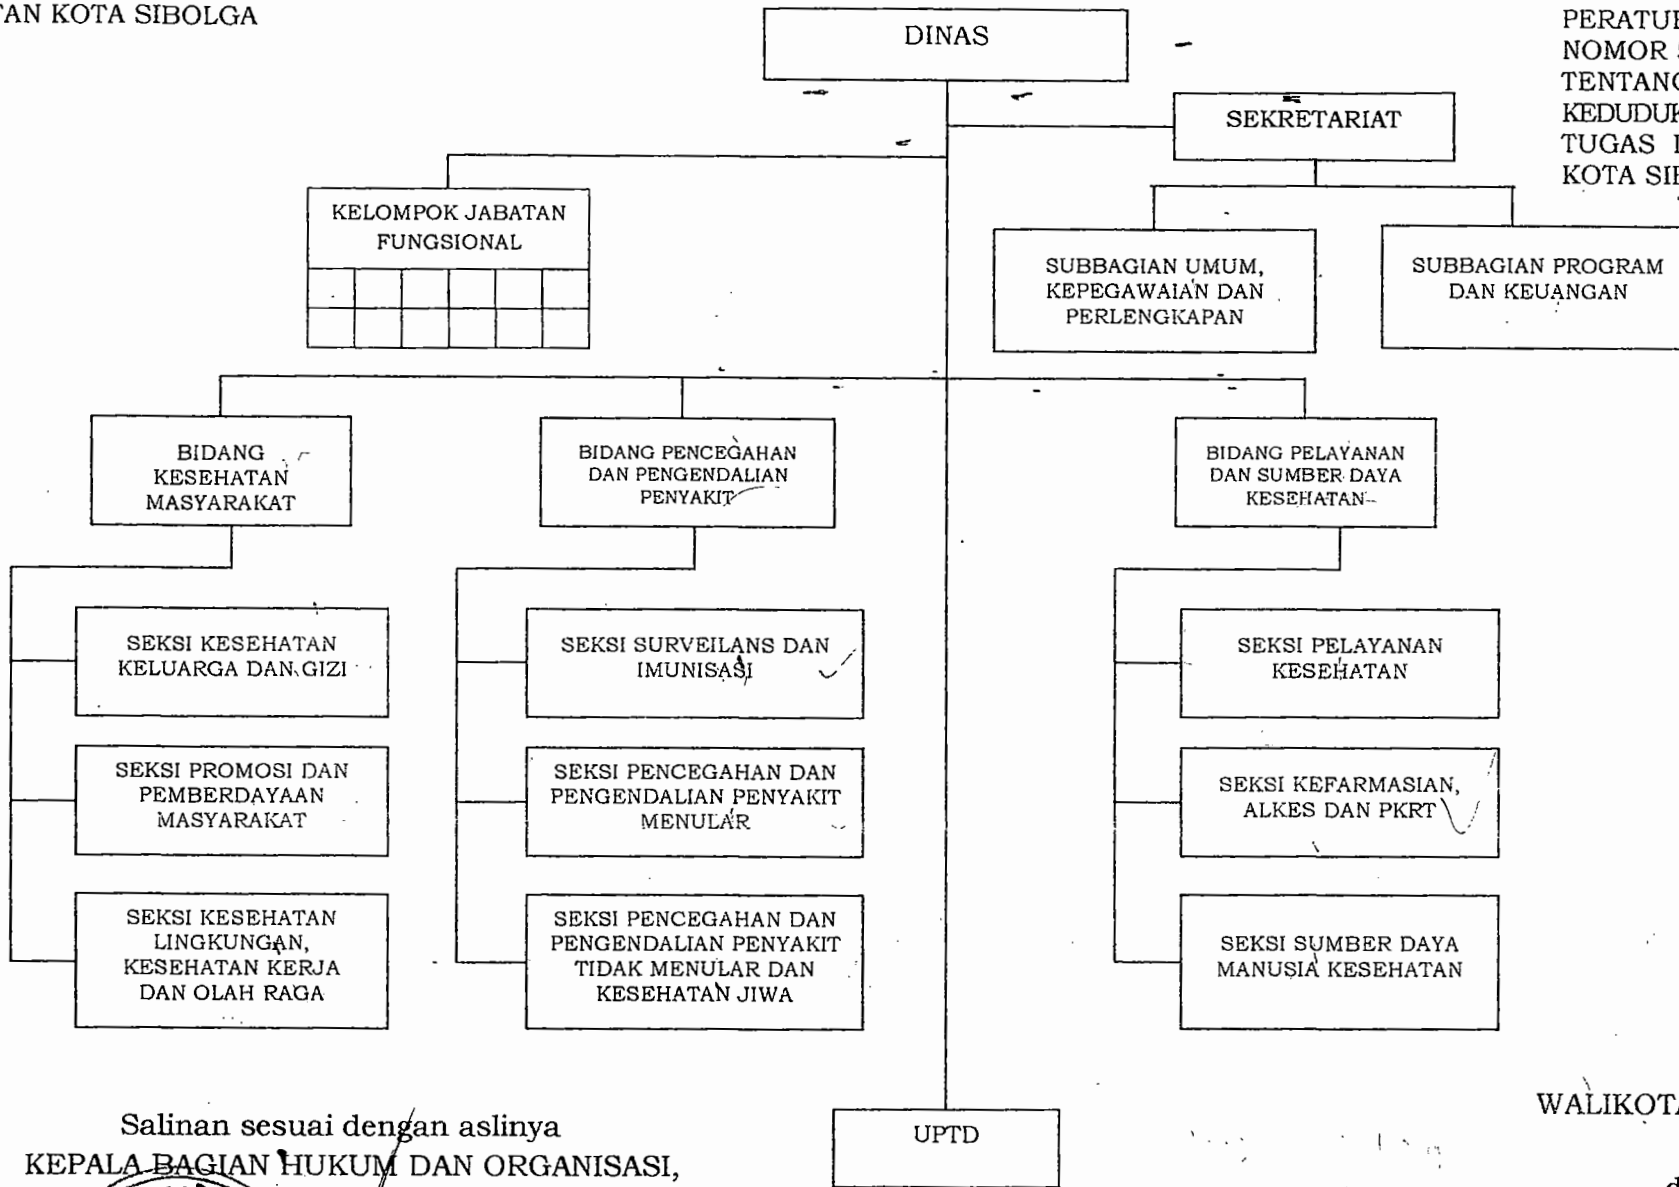 TAN KOTA SIBOLGA
DINAS
PERATU
NOMOR
TENTANG
KEDUDUK
TUGAS
KOTA SIB
SEKRETARIAT
KELOMPOK JABATAN
FUNGSIONAL
SUBBAGIAN UMUM,
KEPEGAWAIAN DAN
PERLENGKAPAN
SUBBAGIAN PROGRAM
DAN KEUANGAN
BIDANG
KESEHATAN
MASYARAKAT
BIDANG PENCEGAHAN
DAN PENGENDALIAN
PENYAKIT
BIDANG PELAYANAN
DAN SUMBER DAYA
KESEHATAN
SEKSI KESEHATAN
KELUARGA DAN GIZI
SEKSI SURVEILANS DAN
IMUNISASI
SEKSI PELAYANAN
KESEHATAN
SEKSI PROMOSI DAN
PEMBERDAYAAN
MASYARAKAT
SEKSI PENCEGAHAN DAN
PENGENDALIAN PENYAKIT
MENULAR
SEKSI KEFARMASIAN,
ALKES DAN PKRT
SEKSI KESEHATAN
LINGKUNGAN,
KESEHATAN KERJA
DAN OLAH RAGA
SEKSI PENCEGAHAN DAN
PENGENDALIAN PENYAKIT
TIDAK MENULAR DAN
KESEHATAN JIWA
SEKSI SUMBER DAYA
MANUSIA KESEHATAN
UPTD
Salinan sesuai dengan aslinya
KEPALA BAGIAN HUKUM DAN ORGANISASI,
WALIKOTA